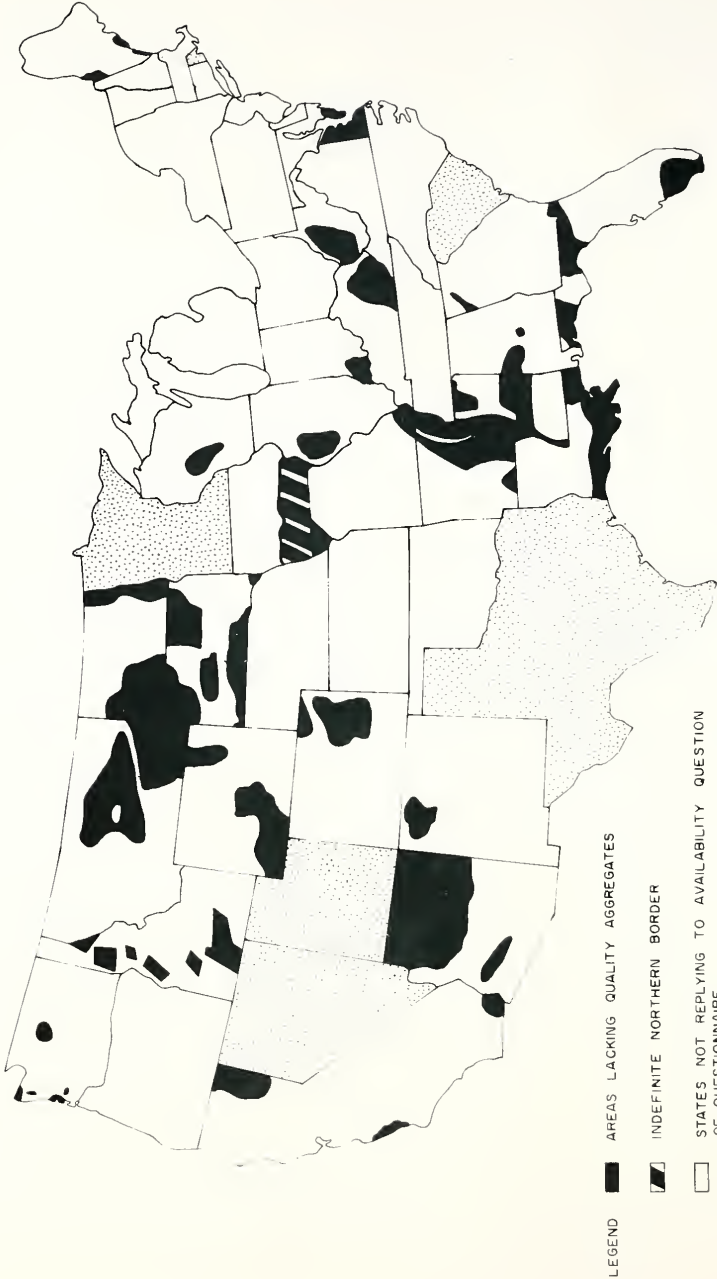 LEGEND AREAS LACKING QUALITY AGGREGATES
INDEFINITE NORTHERN BORDER
STATES NOT REPLYING TO AVAILABILITY QUESTION
OF QUESTIONNAIRE